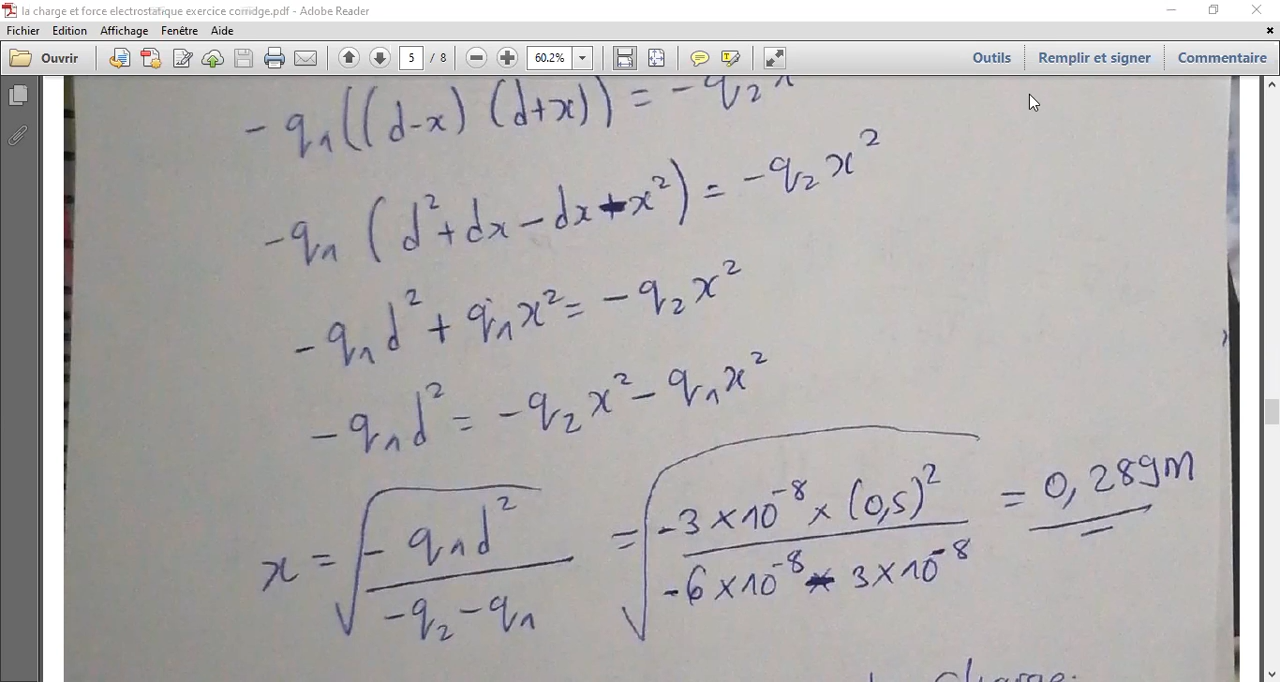 la charge et force electrostatique exercice corridge.pdf - Adobe Reader
Fichier Edition Affichage Fenêtre Aide
Ouvrir 5 / 8 60.2% Outils Remplir et signer Commentaire
- q₁((d-x) (d+x)) = - q₂x
-q₁ (d²+dx-dx-x²) = -q₂x²
-q₁d² + q₁x² = -q₂x²
-q₁d² = -q₂x² - q₁x²
x = √(-q₁d² / (-q₂-q₁)) = √(-3×10⁻⁸×(0,5)² / (-6×10⁻⁸ - 3×10⁻⁸)) = 0,289m
charge.